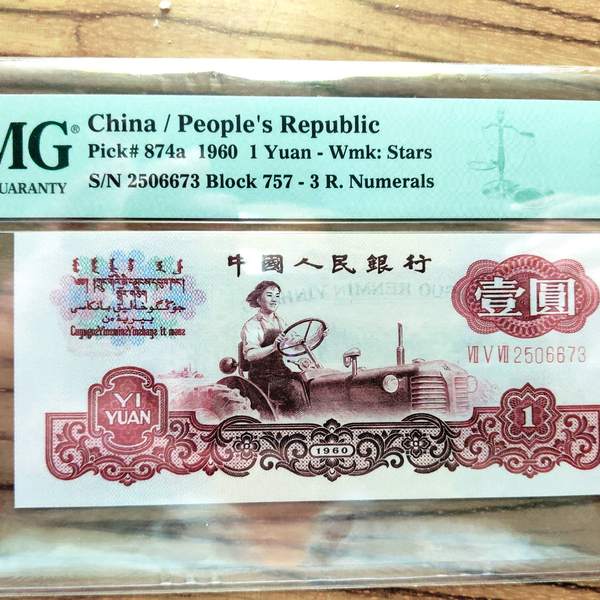 MG®
UARANTY
China / People's Republic
Pick# 874a 1960 1 Yuan - Wmk: Stars
S/N 2506673 Block 757 - 3 R. Numerals
中國人民銀行
壹圓
Ⅶ Ⅴ Ⅶ 2506673
YI
YUAN
1960
1